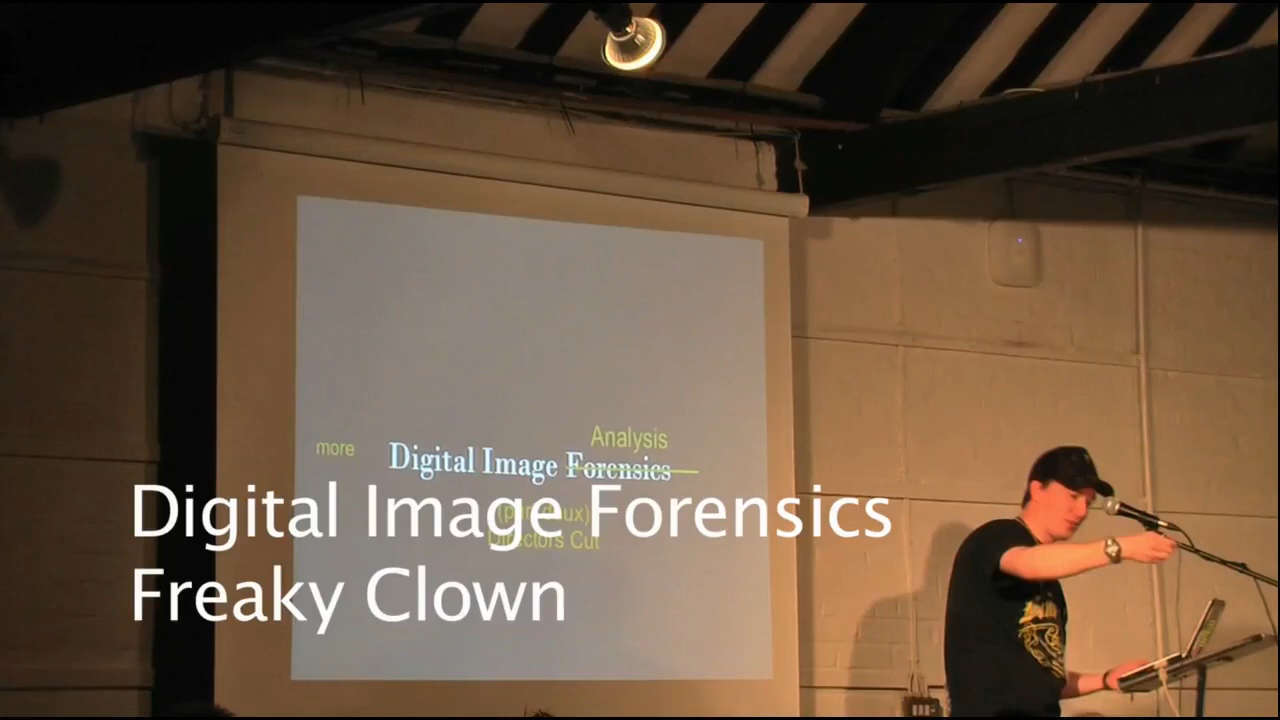 Analysis
more Digital Image Forensics
Directors Cut
Digital Image Forensics
Freaky Clown